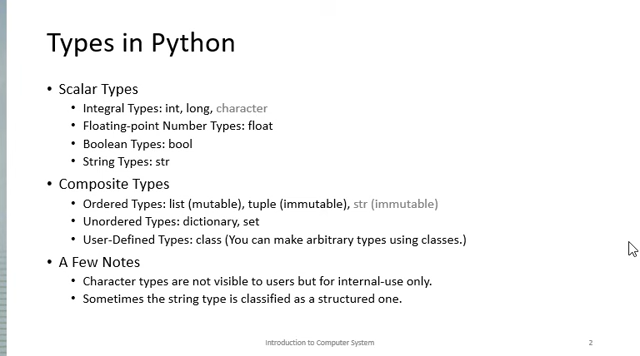 Types in Python
• Scalar Types
• Integral Types: int, long, character
• Floating-point Number Types: float
• Boolean Types: bool
• String Types: str
• Composite Types
• Ordered Types: list (mutable), tuple (immutable), str (immutable)
• Unordered Types: dictionary, set
• User-Defined Types: class (You can make arbitrary types using classes.)
• A Few Notes
• Character types are not visible to users but for internal-use only.
• Sometimes the string type is classified as a structured one.
Introduction to Computer System 2